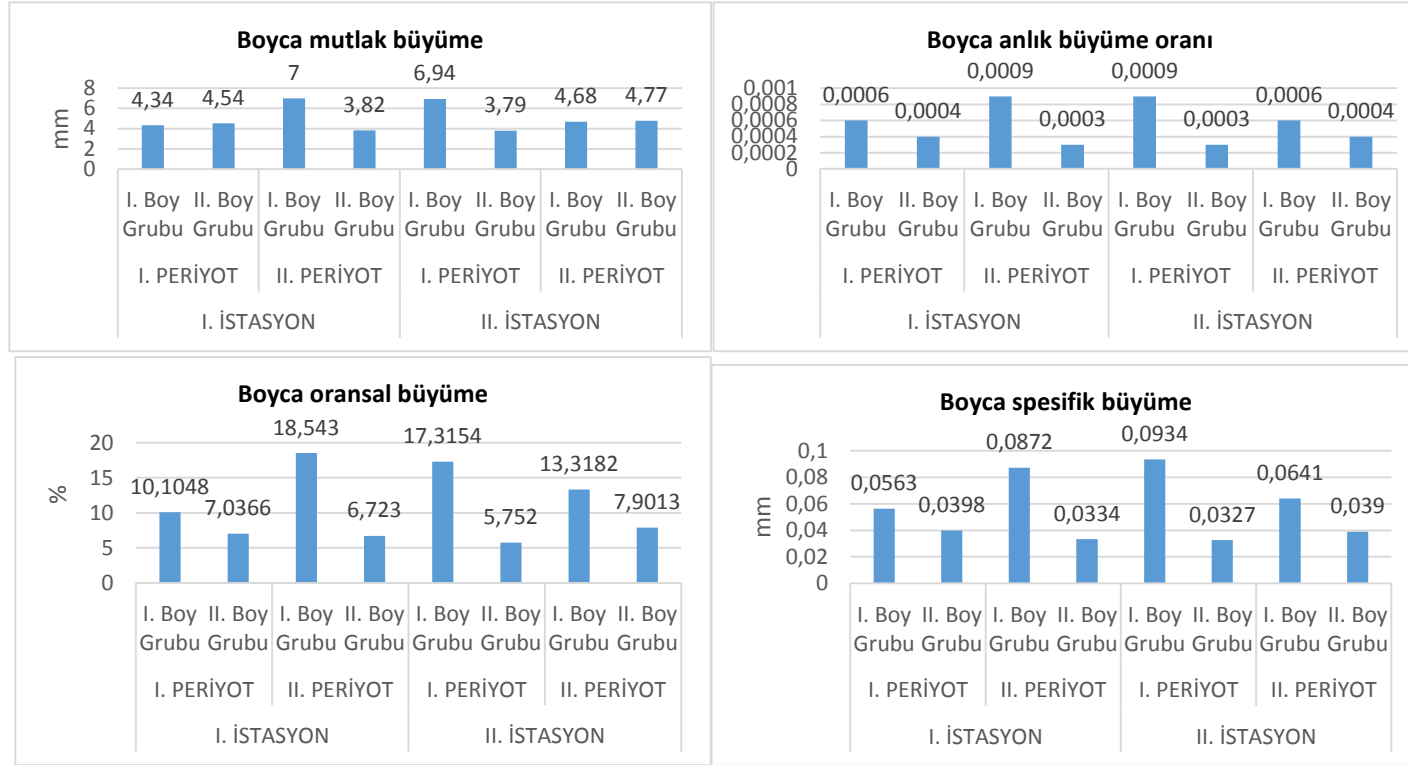 Boyca mutlak büyüme
mm
8
6
4
2
0
4,34
4,54
7
3,82
6,94
3,79
4,68
4,77
I. Boy II. Boy I. Boy II. Boy I. Boy II. Boy I. Boy II. Boy
Grubu Grubu Grubu Grubu Grubu Grubu Grubu Grubu
I. PERİYOT II. PERİYOT I. PERİYOT II. PERİYOT
I. İSTASYON II. İSTASYON
Boyca anlık büyüme oranı
0,001
0,0008
0,0006
0,0004
0,0002
0
0,0006
0,0004
0,0009
0,0003
0,0009
0,0003
0,0006
0,0004
I. Boy II. Boy I. Boy II. Boy I. Boy II. Boy I. Boy II. Boy
Grubu Grubu Grubu Grubu Grubu Grubu Grubu Grubu
I. PERİYOT II. PERİYOT I. PERİYOT II. PERİYOT
I. İSTASYON II. İSTASYON
Boyca oransal büyüme
%
20
15
10
5
0
10,1048
7,0366
18,543
6,723
17,3154
5,752
13,3182
7,9013
I. Boy II. Boy I. Boy II. Boy I. Boy II. Boy I. Boy II. Boy
Grubu Grubu Grubu Grubu Grubu Grubu Grubu Grubu
I. PERİYOT II. PERİYOT I. PERİYOT II. PERİYOT
I. İSTASYON II. İSTASYON
Boyca spesifik büyüme
mm
0,1
0,08
0,06
0,04
0,02
0
0,0563
0,0398
0,0872
0,0334
0,0934
0,0327
0,0641
0,039
I. Boy II. Boy I. Boy II. Boy I. Boy II. Boy I. Boy II. Boy
Grubu Grubu Grubu Grubu Grubu Grubu Grubu Grubu
I. PERİYOT II. PERİYOT I. PERİYOT II. PERİYOT
I. İSTASYON II. İSTASYON